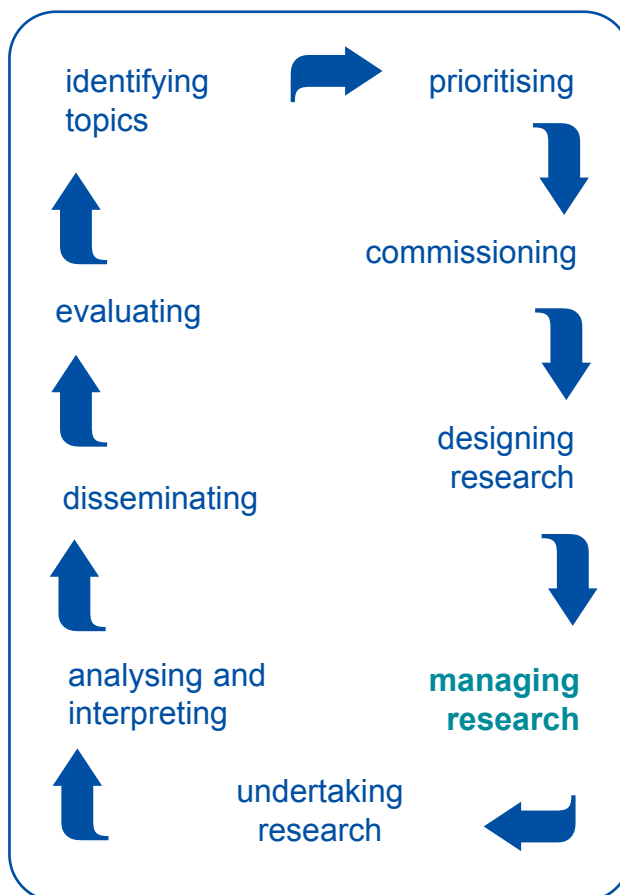 identifying
topics
prioritising
commissioning
designing
research
managing
research
undertaking
research
analysing and
interpreting
disseminating
evaluating